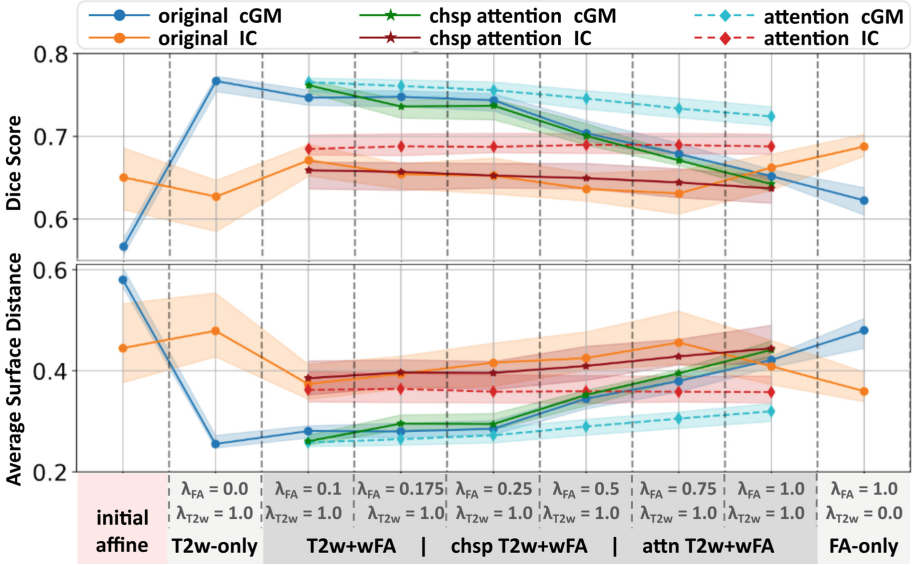 original cGM chsp attention cGM attention cGM
original IC chsp attention IC attention IC
Dice Score
0.8
0.7
0.6
Average Surface Distance
0.6
0.4
0.2
λFA = 0.0 λFA = 0.1 λFA = 0.175 λFA = 0.25 λFA = 0.5 λFA = 0.75 λFA = 1.0 λFA = 1.0
λT2w = 1.0 λT2w = 1.0 λT2w = 1.0 λT2w = 1.0 λT2w = 1.0 λT2w = 1.0 λT2w = 1.0 λT2w = 0.0
initial
affine T2w-only T2w+wFA | chsp T2w+wFA | attn T2w+wFA FA-only